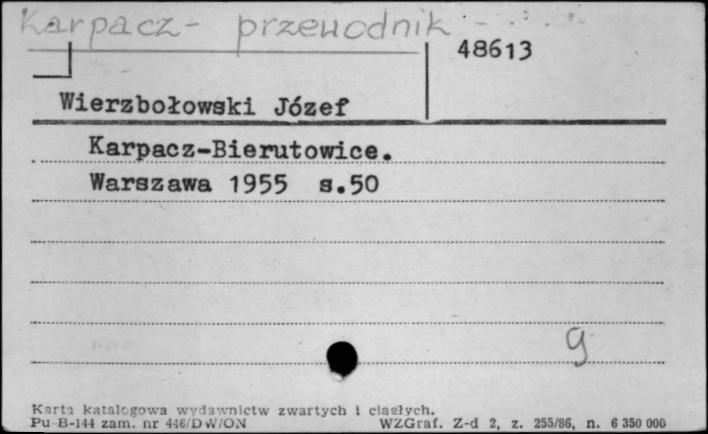 Karpacz- przewodnik
48613
Wierzbołowski Józef
Karpacz-Bierutowice.
Warszawa 1955 s.50
g
Karta katalogowa wydawnictw zwartych i ciągłych.
Pu-B-144 zam. nr 446/DW/ON WZGraf. Z-d 2, z. 255/86, n. 6 350 000